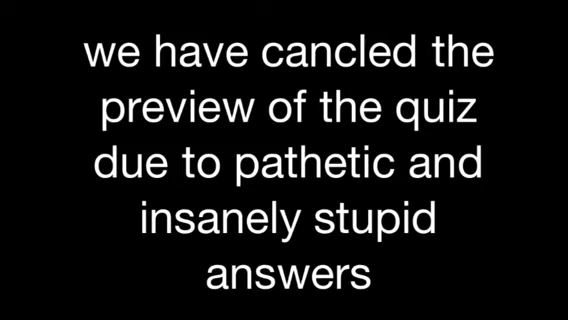 we have cancled the
preview of the quiz
due to pathetic and
insanely stupid
answers